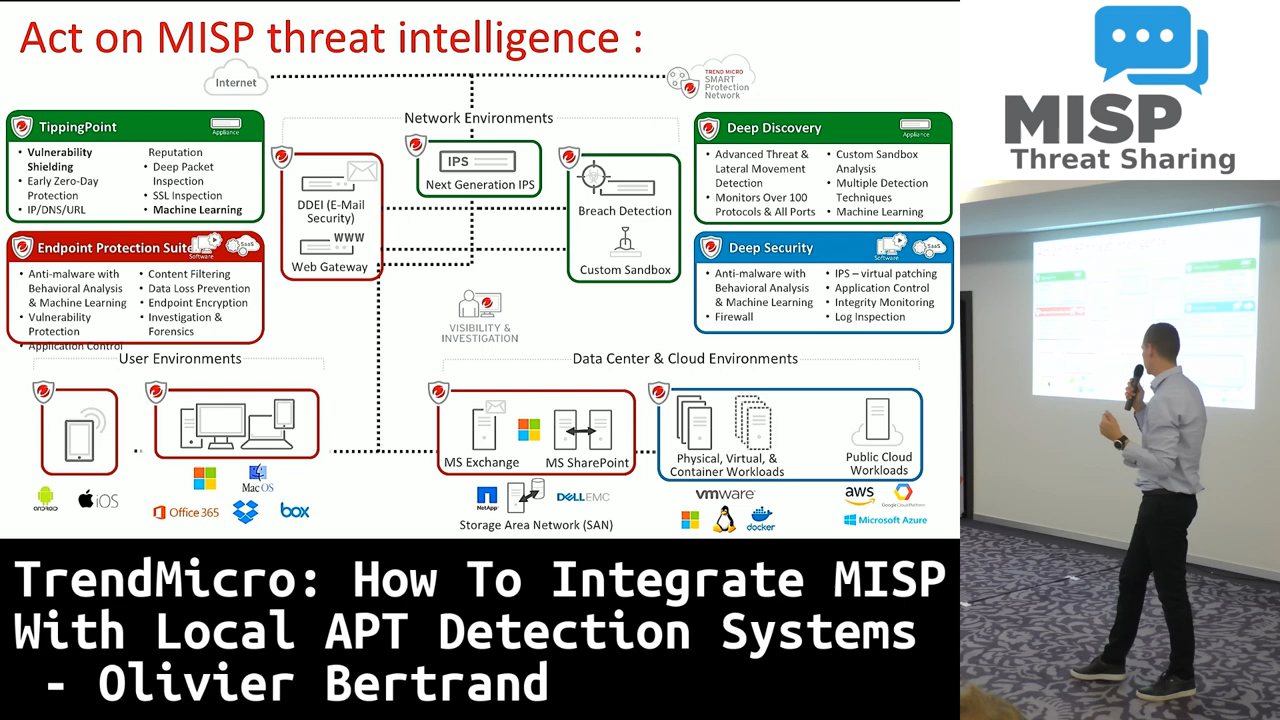 Act on MISP threat intelligence :
Internet
TREND MICRO
SMART
Protection
Network
TippingPoint
Appliance
Vulnerability
Shielding
• Early Zero-Day
Protection
• IP/DNS/URL
Reputation
• Deep Packet
Inspection
• SSL Inspection
• Machine Learning
Network Environments
DDEI (E-Mail
Security)
WWW
Web Gateway
IPS
Next Generation IPS
Breach Detection
Custom Sandbox
Deep Discovery
Appliance
• Advanced Threat &
Lateral Movement
Detection
• Monitors Over 100
Protocols & All Ports
• Custom Sandbox
Analysis
• Multiple Detection
Techniques
• Machine Learning
Endpoint Protection Suite
Software
SaaS
• Anti-malware with
Behavioral Analysis
& Machine Learning
• Vulnerability
Protection
• Application Control
• Content Filtering
• Data Loss Prevention
• Endpoint Encryption
• Investigation &
Forensics
VISIBILITY &
INVESTIGATION
Deep Security
Software
SaaS
• Anti-malware with
Behavioral Analysis
& Machine Learning
• Firewall
• IPS – virtual patching
• Application Control
• Integrity Monitoring
• Log Inspection
User Environments
Data Center & Cloud Environments
MS Exchange
MS SharePoint
Physical, Virtual, &
Container Workloads
Public Cloud
Workloads
ANDROID
iOS
Mac OS
Office 365
box
NetApp
DELLEMC
Storage Area Network (SAN)
vmware
docker
aws
Google Cloud Platform
Microsoft Azure
MISP
Threat Sharing
TrendMicro: How To Integrate MISP
With Local APT Detection Systems
- Olivier Bertrand